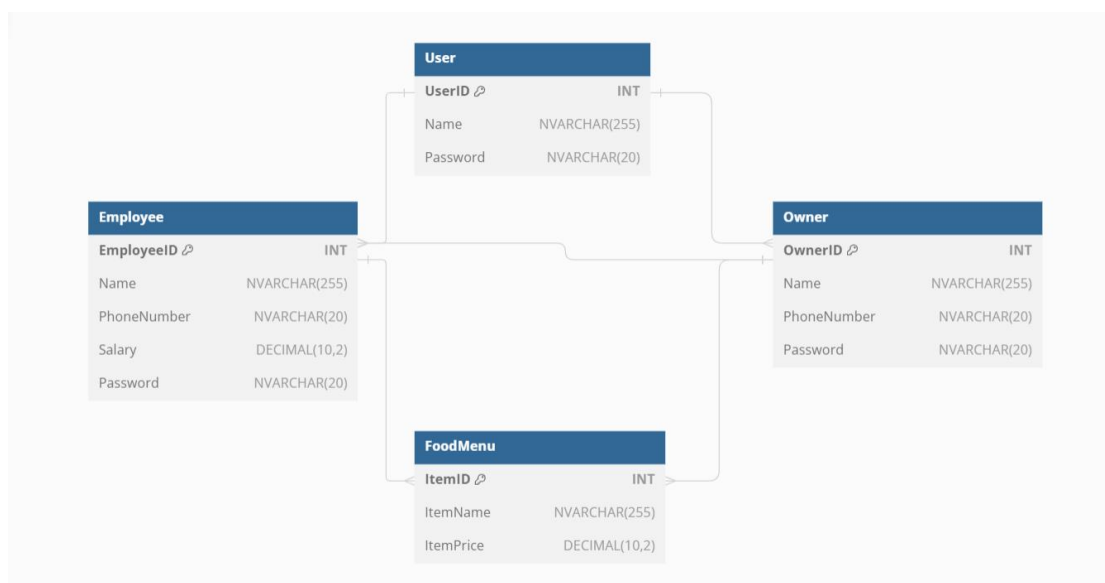 User
UserID INT
Name NVARCHAR(255)
Password NVARCHAR(20)
Employee
EmployeeID INT
Name NVARCHAR(255)
PhoneNumber NVARCHAR(20)
Salary DECIMAL(10,2)
Password NVARCHAR(20)
Owner
OwnerID INT
Name NVARCHAR(255)
PhoneNumber NVARCHAR(20)
Password NVARCHAR(20)
FoodMenu
ItemID INT
ItemName NVARCHAR(255)
ItemPrice DECIMAL(10,2)